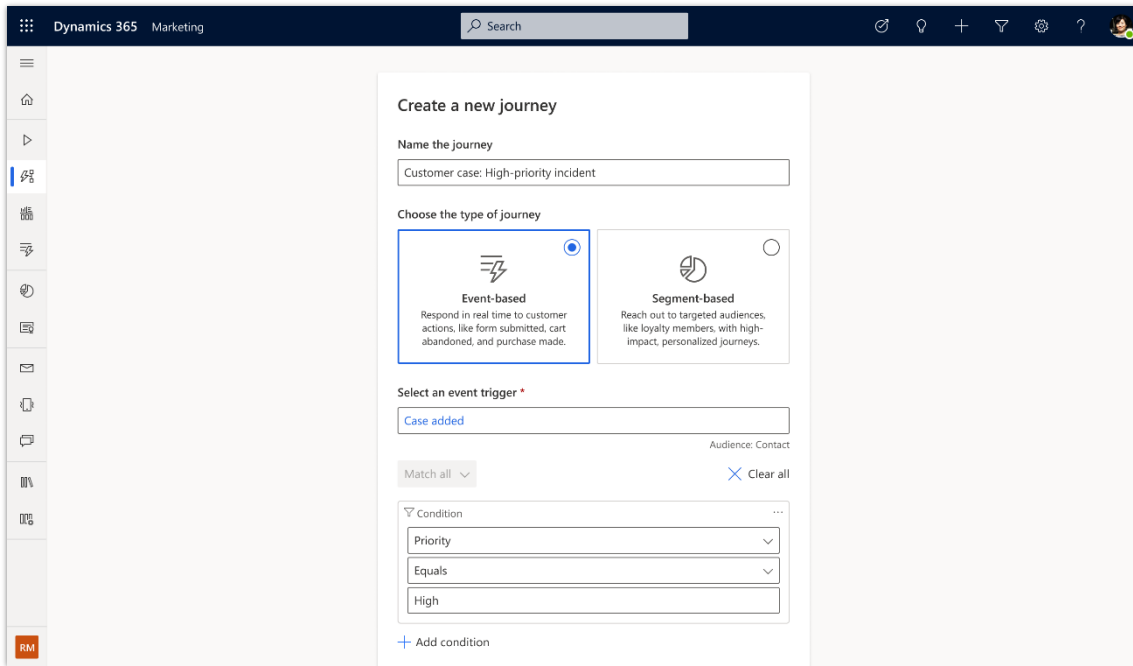 Dynamics 365 Marketing
Search
Create a new journey
Name the journey
Customer case: High-priority incident
Choose the type of journey
Event-based
Respond in real time to customer
actions, like form submitted, cart
abandoned, and purchase made.
Segment-based
Reach out to targeted audiences,
like loyalty members, with high-
impact, personalized journeys.
Select an event trigger *
Case added
Audience: Contact
Match all
Clear all
Condition
Priority
Equals
High
Add condition
RM